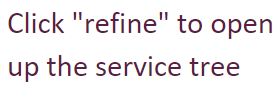 Click "refine" to open
up the service tree